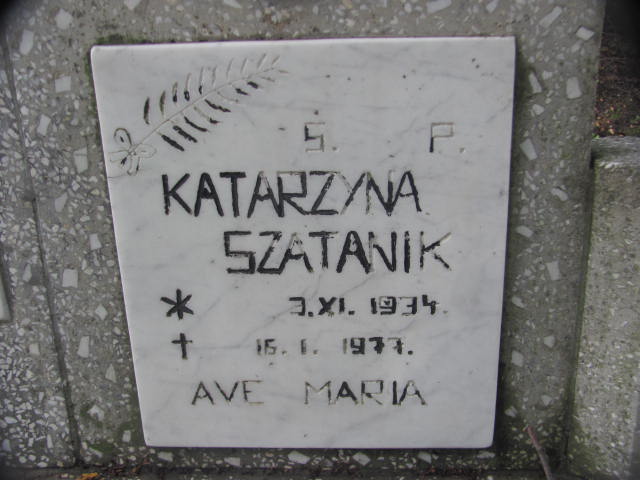 Ś. P.
KATARZYNA
SZATANIK
* 3.XI. 1934.
† 16.I. 1977.
AVE MARIA